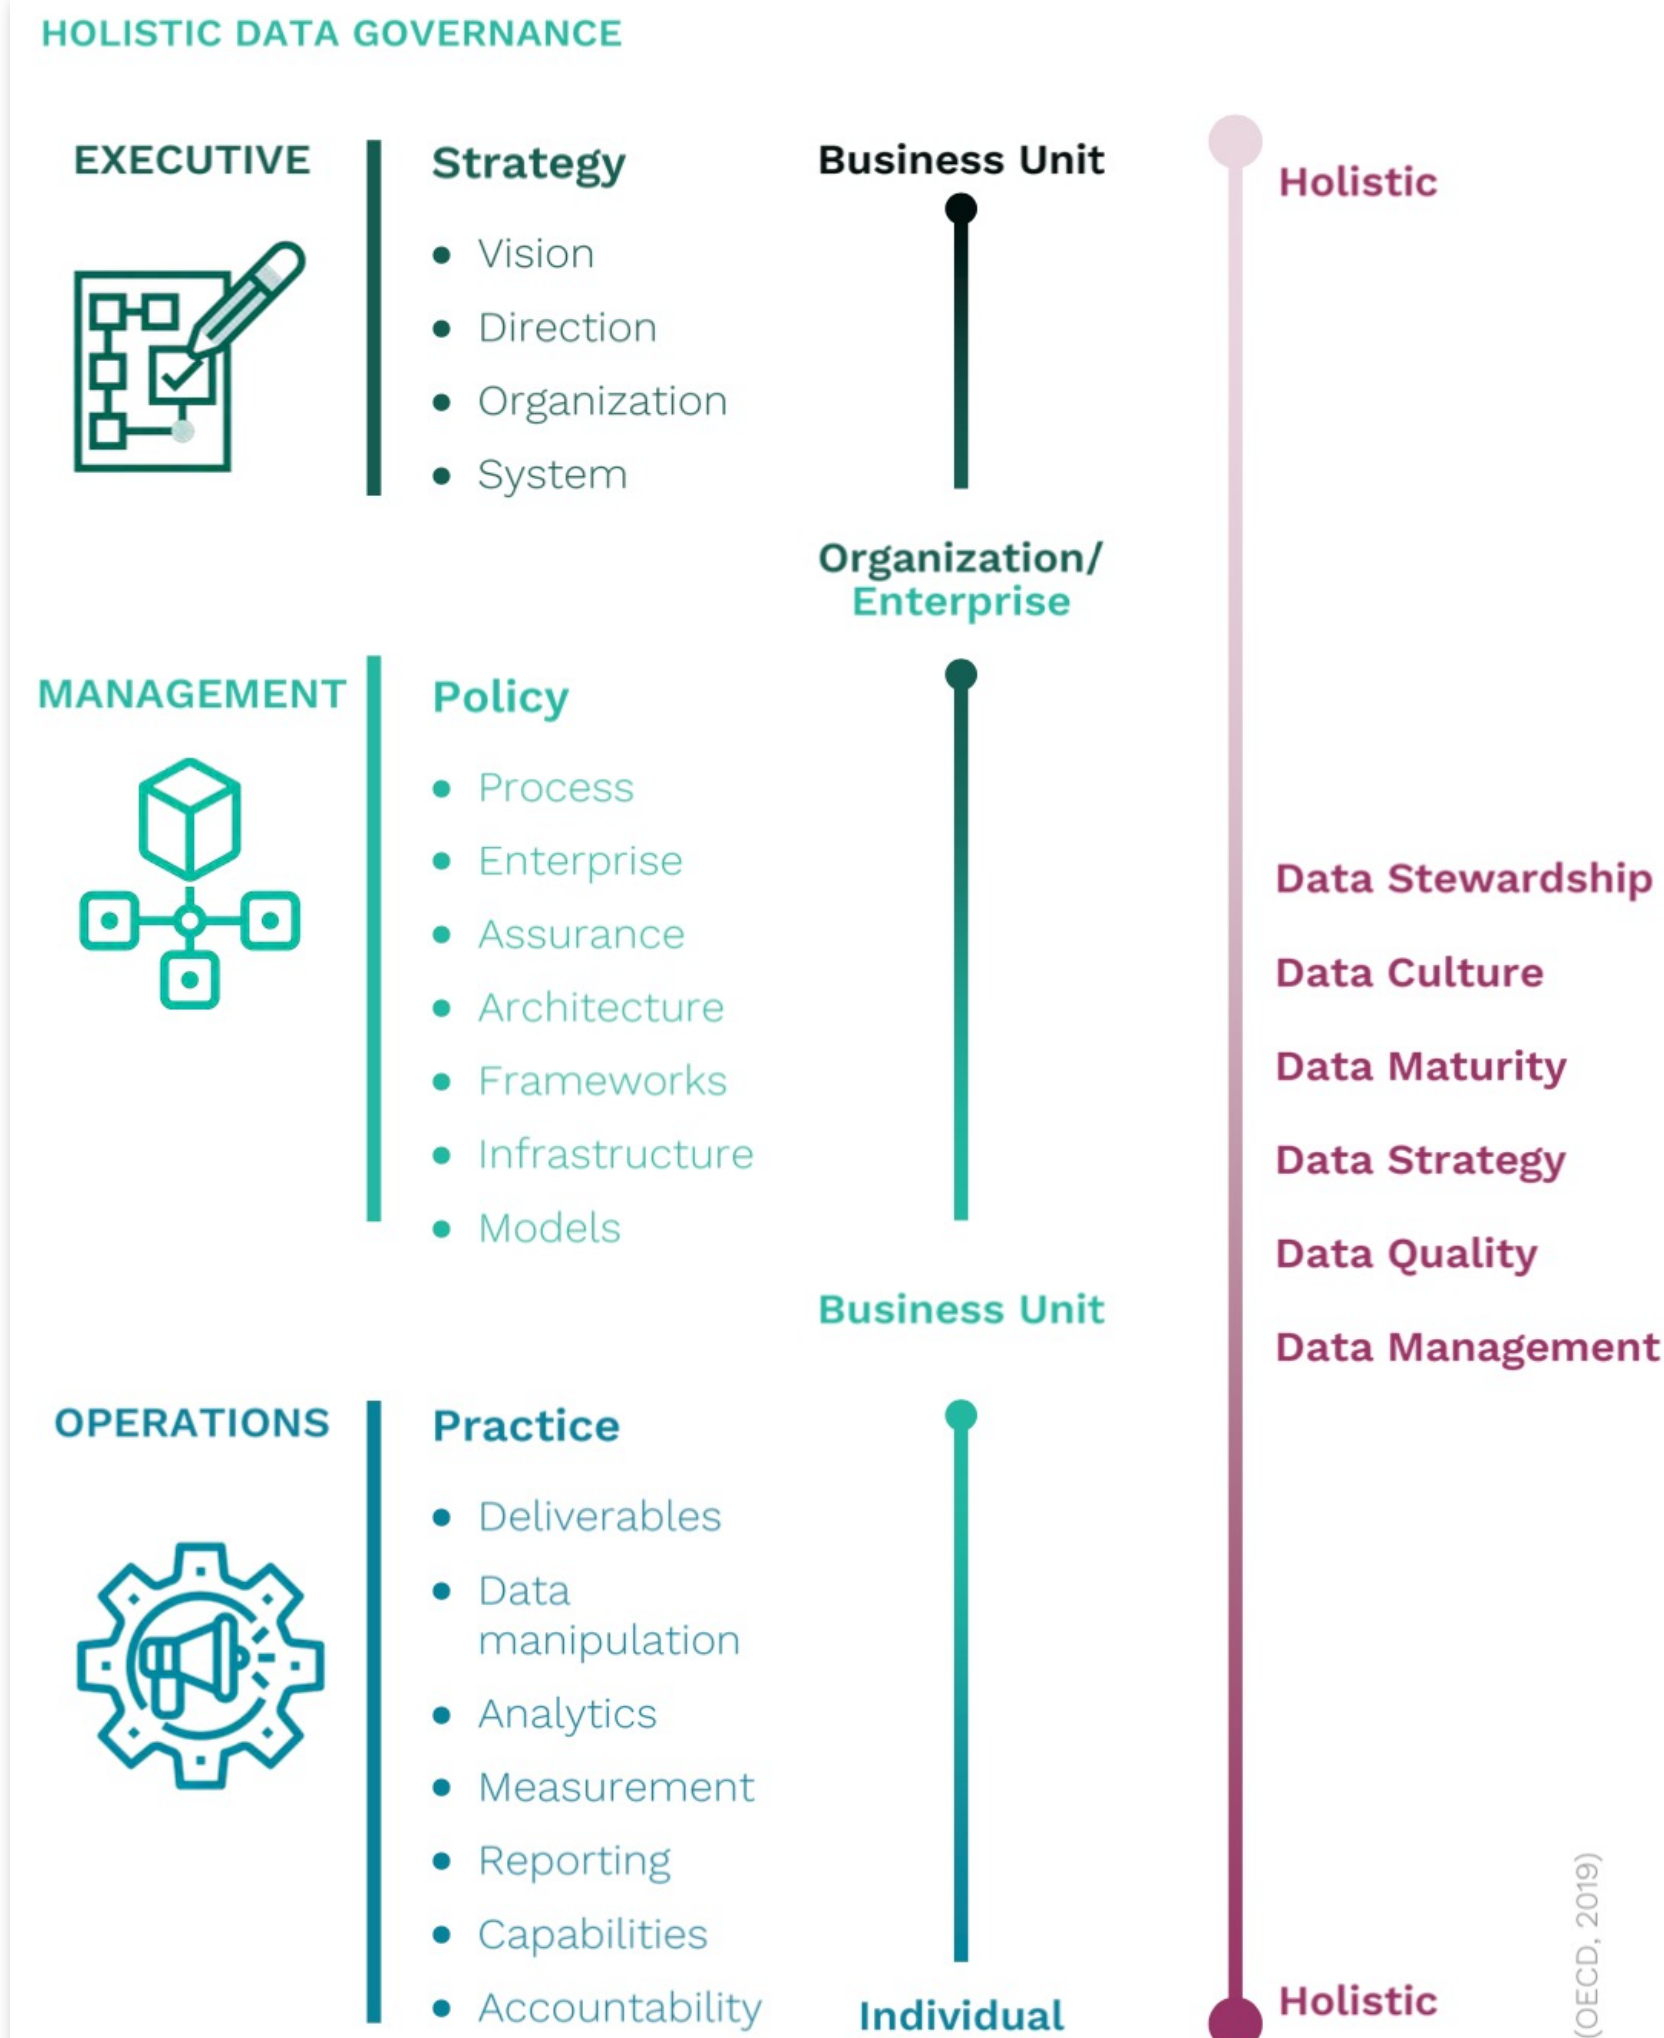 HOLISTIC DATA GOVERNANCE
EXECUTIVE
Strategy
Vision
Direction
Organization
System
Business Unit
Organization/
Enterprise
MANAGEMENT
Policy
Process
Enterprise
Assurance
Architecture
Frameworks
Infrastructure
Models
Business Unit
OPERATIONS
Practice
Deliverables
Data
manipulation
Analytics
Measurement
Reporting
Capabilities
Accountability
Individual
Holistic
Data Stewardship
Data Culture
Data Maturity
Data Strategy
Data Quality
Data Management
Holistic
(OECD, 2019)